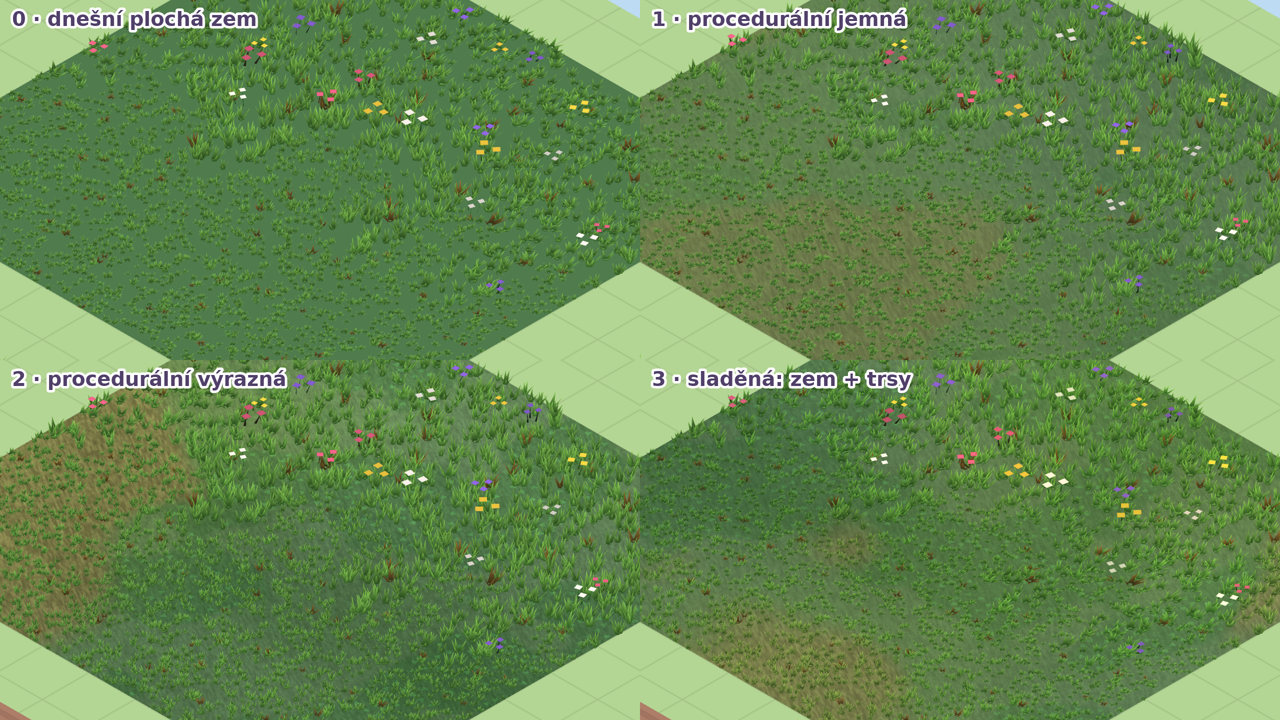 0 · dnešní plochá zem
1 · procedurální jemná
2 · procedurální výrazná
3 · sladěná: zem + trsy